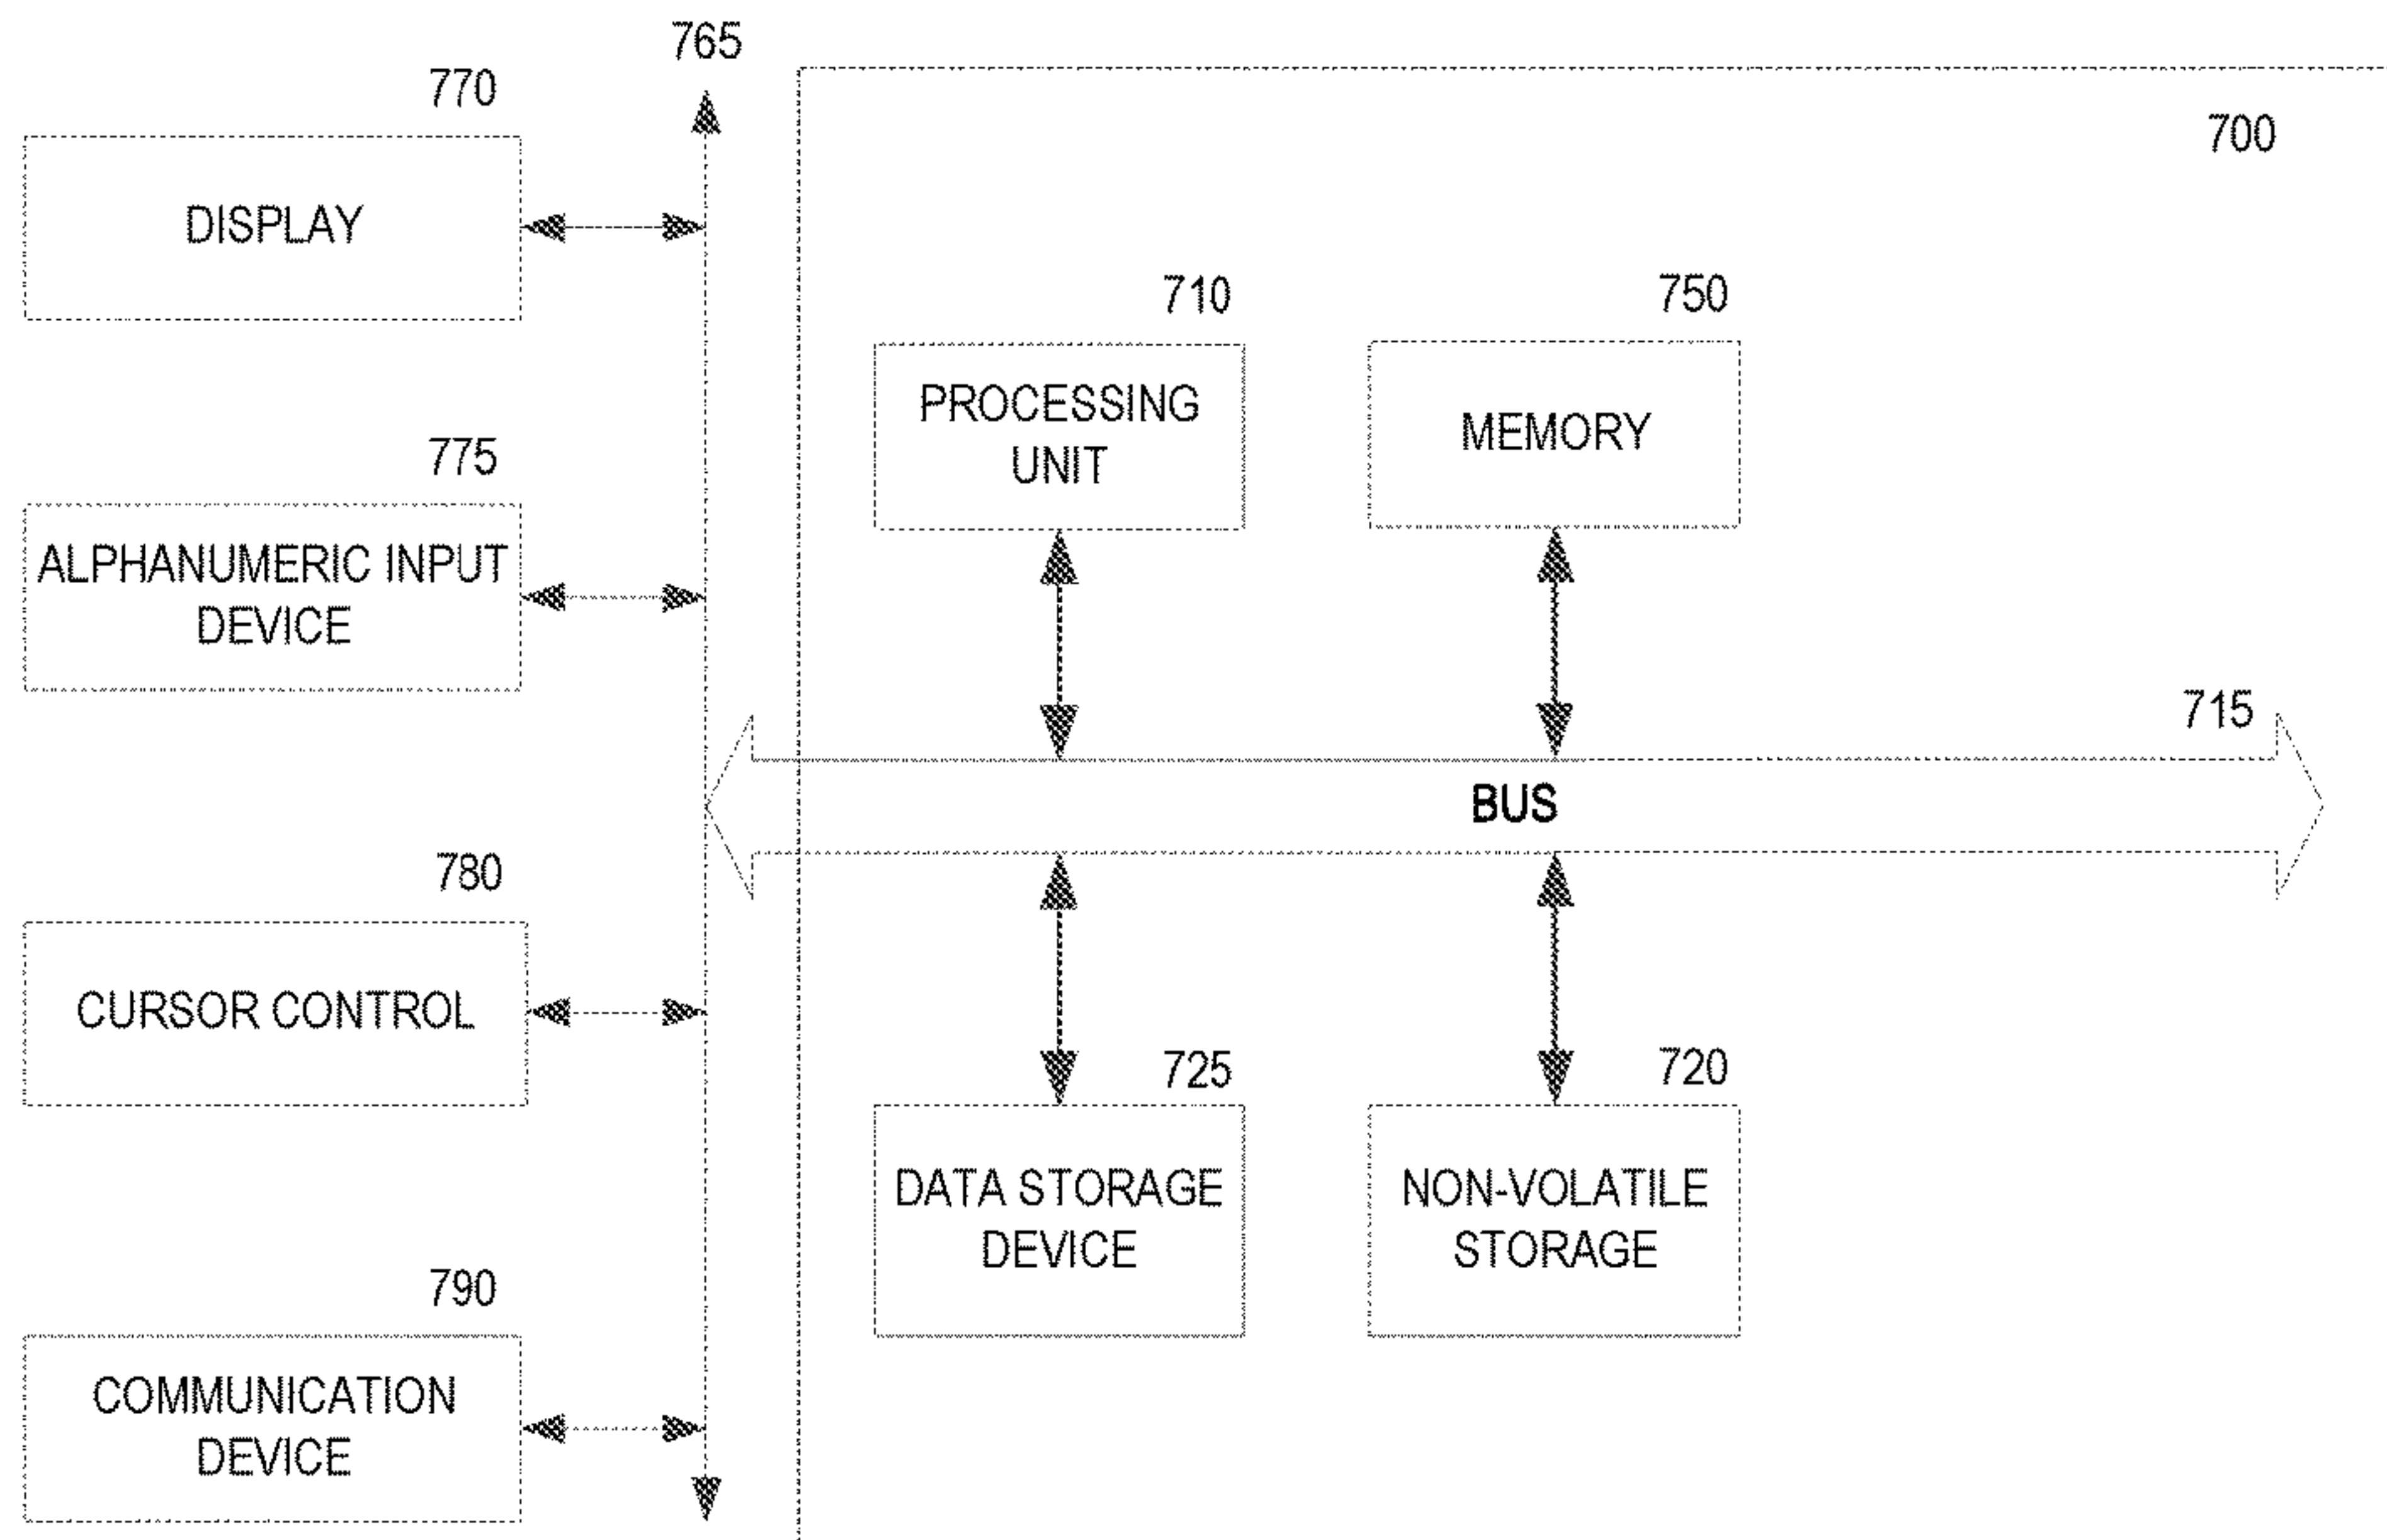 765
770
700
DISPLAY
710
750
PROCESSING
UNIT
MEMORY
775
ALPHANUMERIC INPUT
DEVICE
715
BUS
780
CURSOR CONTROL
725
720
DATA STORAGE
DEVICE
NON-VOLATILE
STORAGE
790
COMMUNICATION
DEVICE